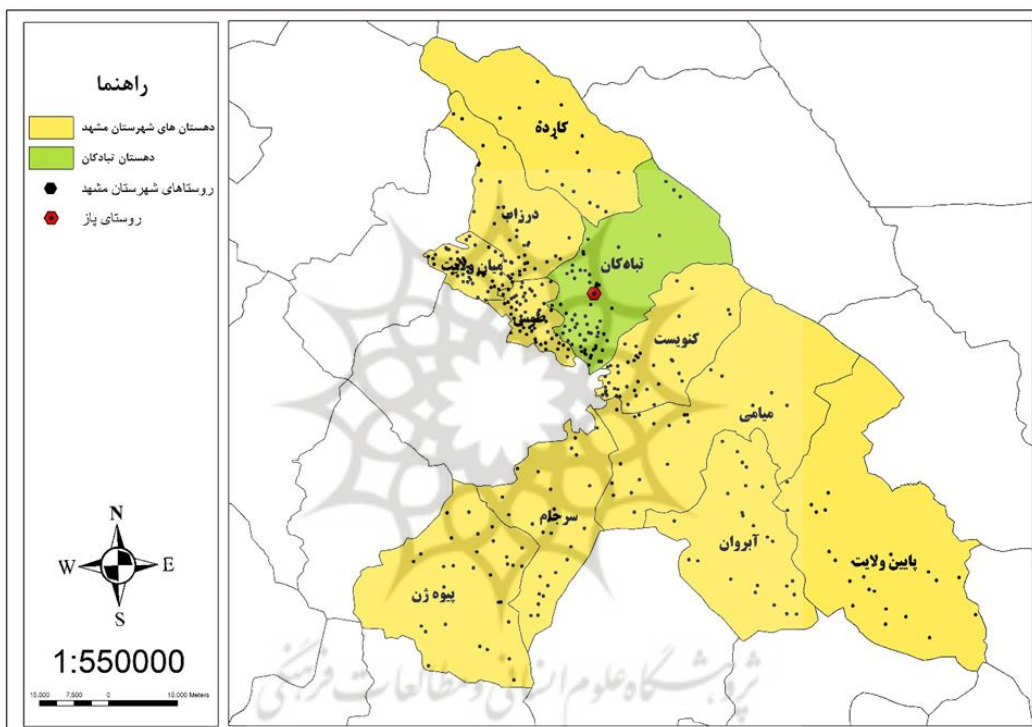 راهنما
دهستان های شهرستان مشهد
دهستان تبادکان
روستاهای شهرستان مشهد
روستای پاز
N
W E
S
1:550000
15,000 7,500 0 15,000 Meters
کارده
درزاب
میان ولایت
تبادکان
طوس
کنویست
میامی
سرجام
آبروان
پایین ولایت
پیوه ژن
پژوهشگاه علوم انسانی و مطالعات فرهنگی